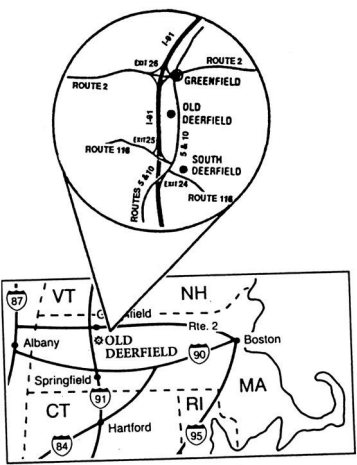 I-91
EXIT 26
ROUTE 2
ROUTE 2
GREENFIELD
I-91
OLD
DEERFIELD
5 & 10
EXIT 25
ROUTE 116
SOUTH
DEERFIELD
ROUTES 5 & 10
EXIT 24
ROUTE 116
87
VT
NH
field
Rte. 2
Albany
OLD
DEERFIELD
90
Boston
Springfield
91
MA
CT
RI
Hartford
84
95